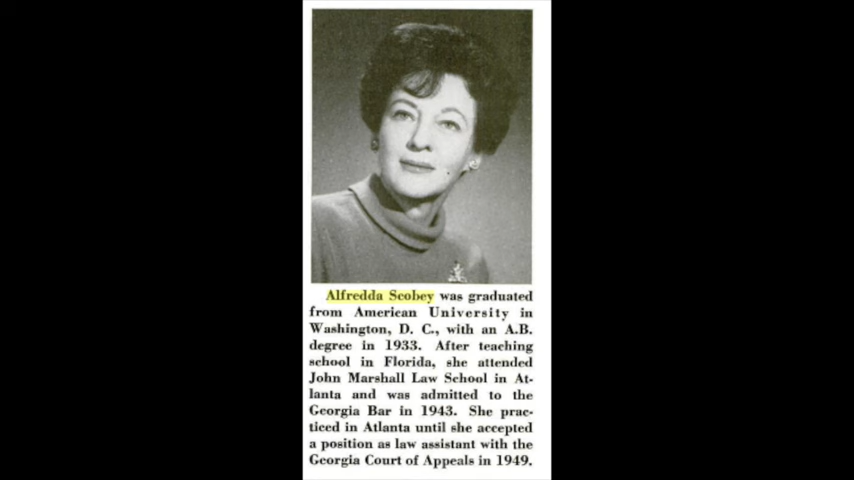 Alfredda Scobey was graduated
from American University in
Washington, D. C., with an A.B.
degree in 1933. After teaching
school in Florida, she attended
John Marshall Law School in At-
lanta and was admitted to the
Georgia Bar in 1943. She prac-
ticed in Atlanta until she accepted
a position as law assistant with the
Georgia Court of Appeals in 1949.